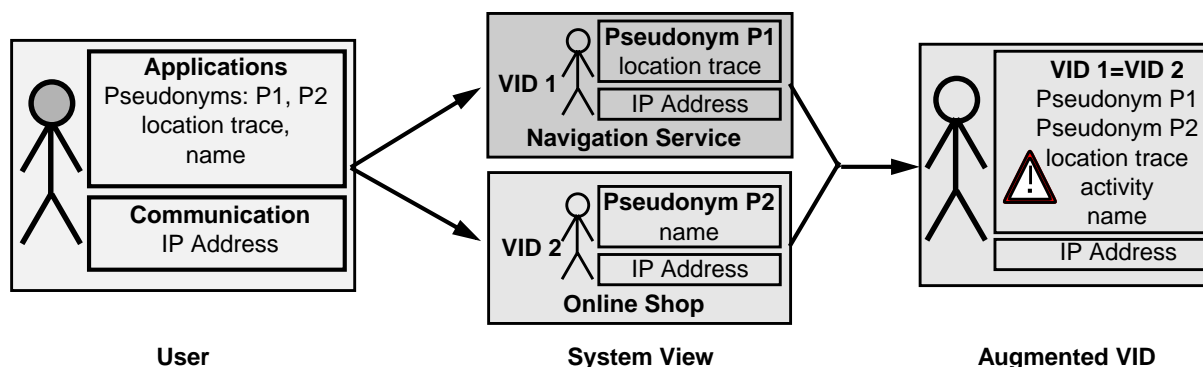 Applications
Pseudonyms: P1, P2
location trace,
name
Communication
IP Address
User
VID 1
Pseudonym P1
location trace
IP Address
Navigation Service
VID 2
Pseudonym P2
name
IP Address
Online Shop
System View
VID 1=VID 2
Pseudonym P1
Pseudonym P2
location trace
!
activity
name
IP Address
Augmented VID